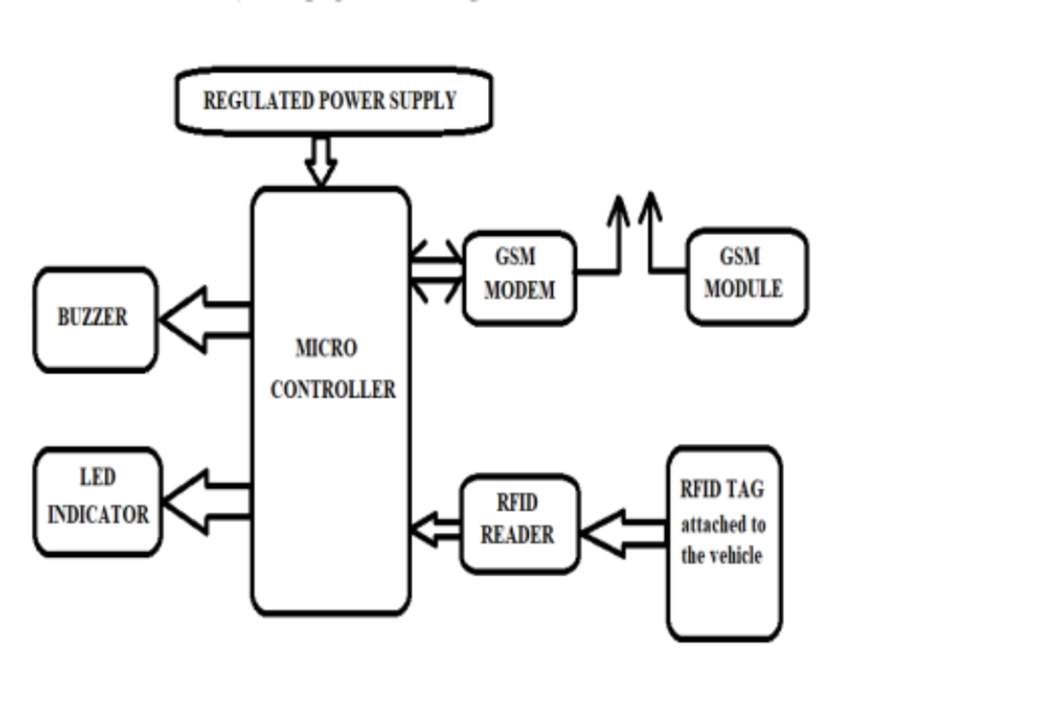 REGULATED POWER SUPPLY
GSM
MODEM
GSM
MODULE
BUZZER
MICRO
CONTROLLER
LED
INDICATOR
RFID
READER
RFID TAG
attached to
the vehicle